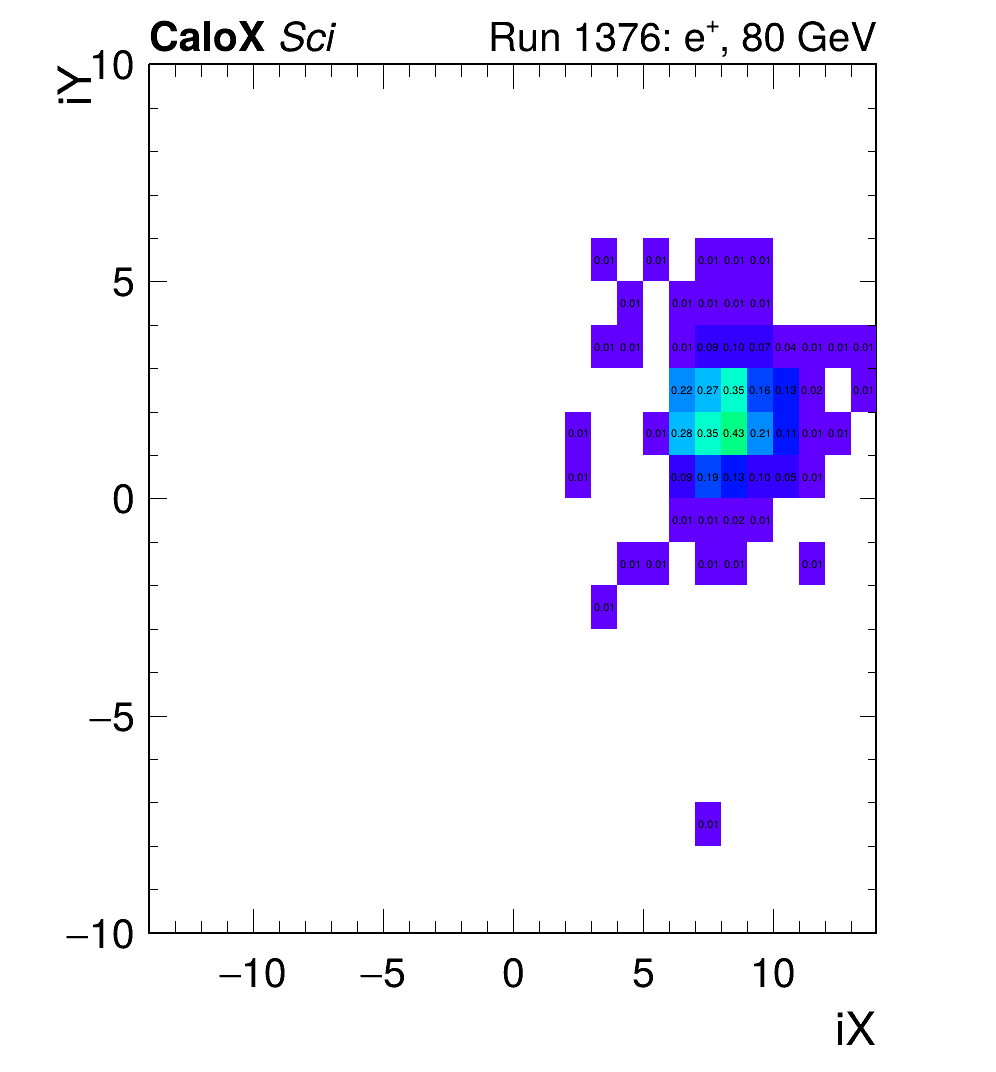 CaloX Sci Run 1376: e⁺, 80 GeV
iY
10
0.01 0.01 0.01 0.01 0.01
5
0.01 0.01 0.01 0.01 0.01
0.01 0.01 0.01 0.09 0.10 0.07 0.04 0.01 0.01 0.01
0.22 0.27 0.35 0.16 0.13 0.02 0.01
0.01 0.01 0.28 0.35 0.43 0.21 0.11 0.01 0.01
0.01 0.09 0.19 0.13 0.10 0.05 0.01
0
0.01 0.01 0.02 0.01
0.01 0.01 0.01 0.01 0.01
0.01
−5
0.01
−10
−10 −5 0 5 10
iX